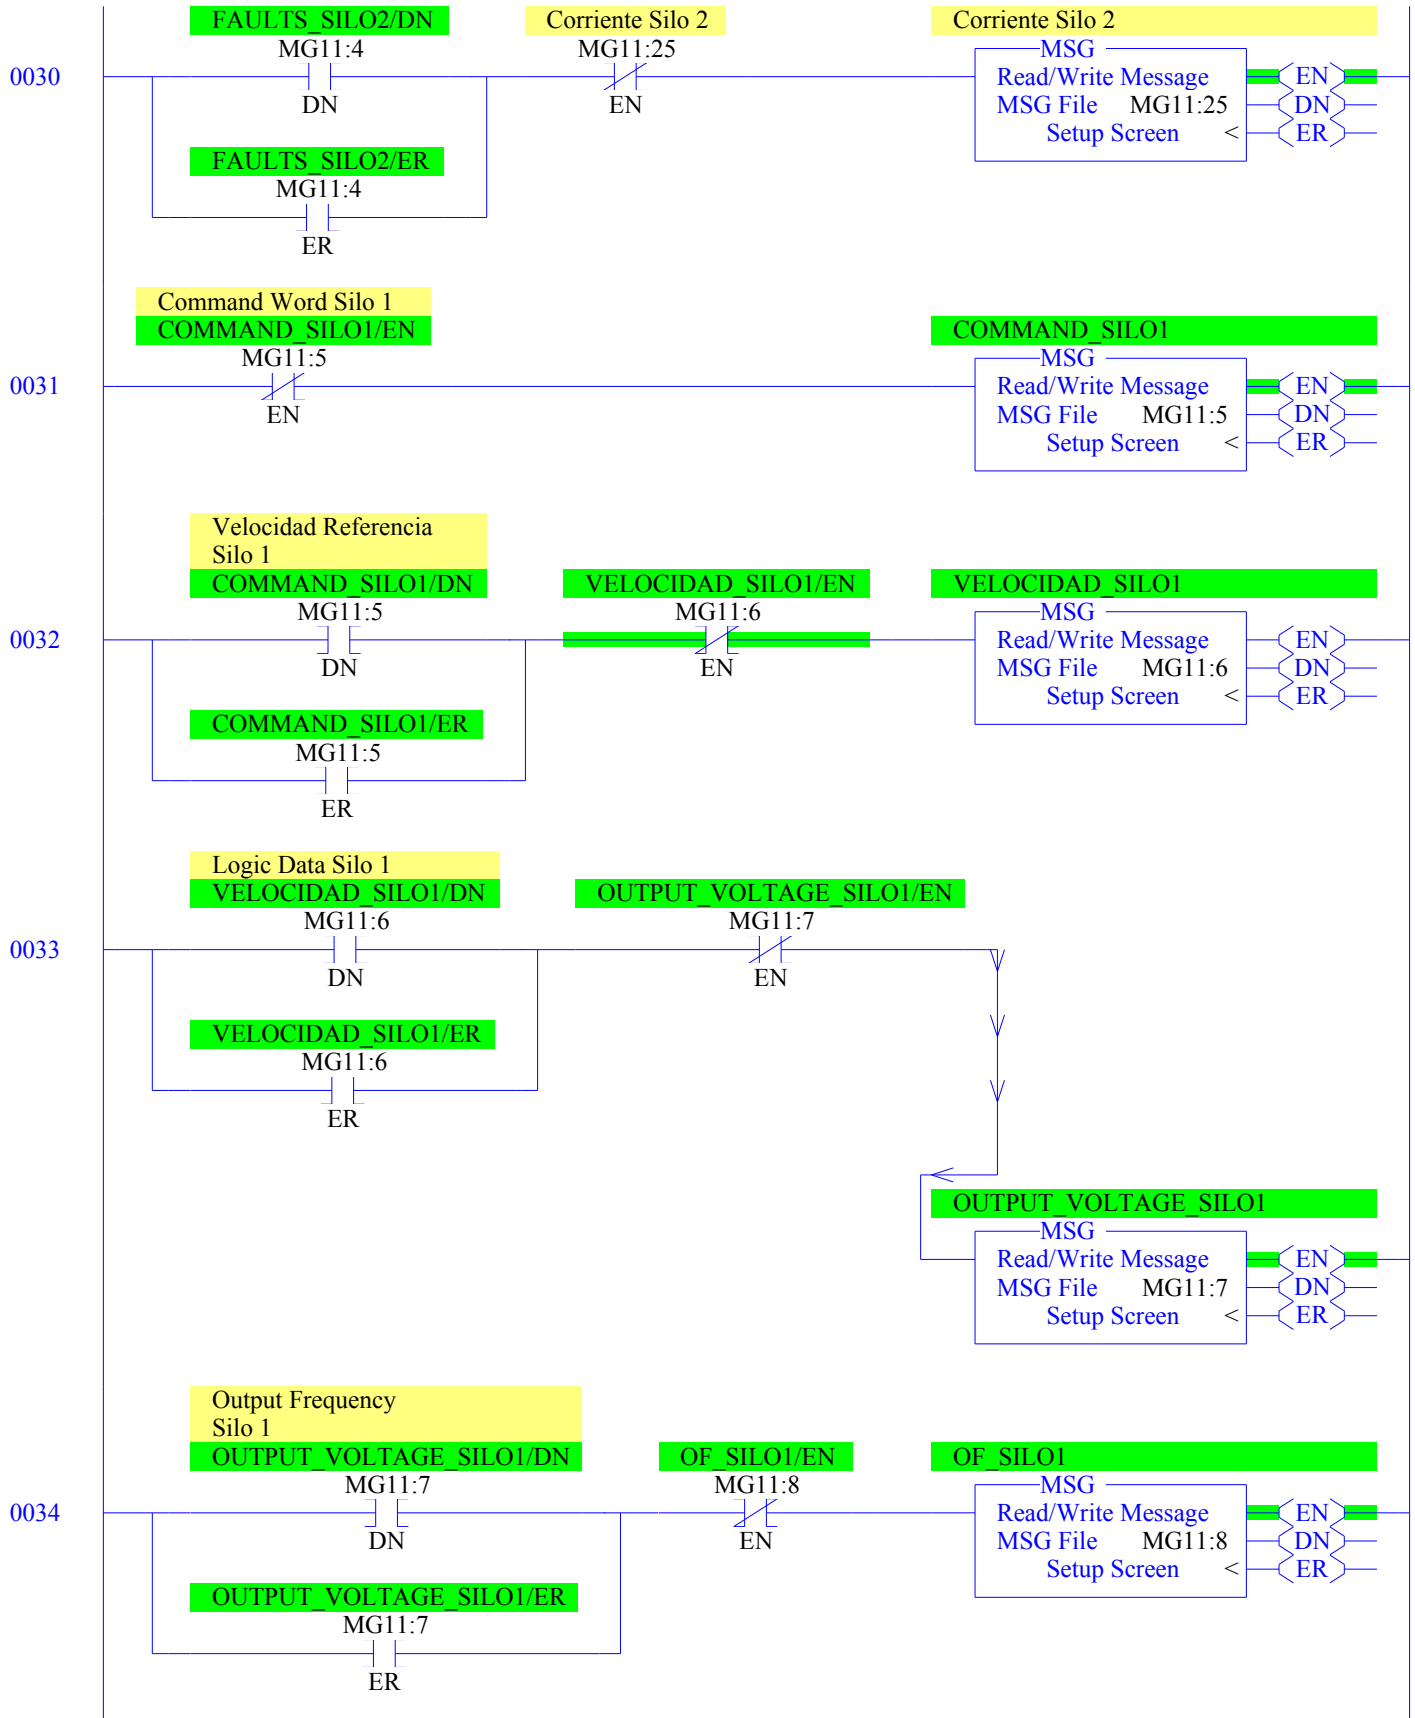 FAULTS_SILO2/DN
MG11:4
DN
FAULTS_SILO2/ER
MG11:4
ER
Corriente Silo 2
MG11:25
EN
Corriente Silo 2
MSG
Read/Write Message
MSG File MG11:25
Setup Screen <
EN
DN
ER
0030
Command Word Silo 1
COMMAND_SILO1/EN
MG11:5
EN
COMMAND_SILO1
MSG
Read/Write Message
MSG File MG11:5
Setup Screen <
EN
DN
ER
0031
Velocidad Referencia
Silo 1
COMMAND_SILO1/DN
MG11:5
DN
COMMAND_SILO1/ER
MG11:5
ER
VELOCIDAD_SILO1/EN
MG11:6
EN
VELOCIDAD_SILO1
MSG
Read/Write Message
MSG File MG11:6
Setup Screen <
EN
DN
ER
0032
Logic Data Silo 1
VELOCIDAD_SILO1/DN
MG11:6
DN
VELOCIDAD_SILO1/ER
MG11:6
ER
OUTPUT_VOLTAGE_SILO1/EN
MG11:7
EN
0033
OUTPUT_VOLTAGE_SILO1
MSG
Read/Write Message
MSG File MG11:7
Setup Screen <
EN
DN
ER
Output Frequency
Silo 1
OUTPUT_VOLTAGE_SILO1/DN
MG11:7
DN
OUTPUT_VOLTAGE_SILO1/ER
MG11:7
ER
OF_SILO1/EN
MG11:8
EN
OF_SILO1
MSG
Read/Write Message
MSG File MG11:8
Setup Screen <
EN
DN
ER
0034